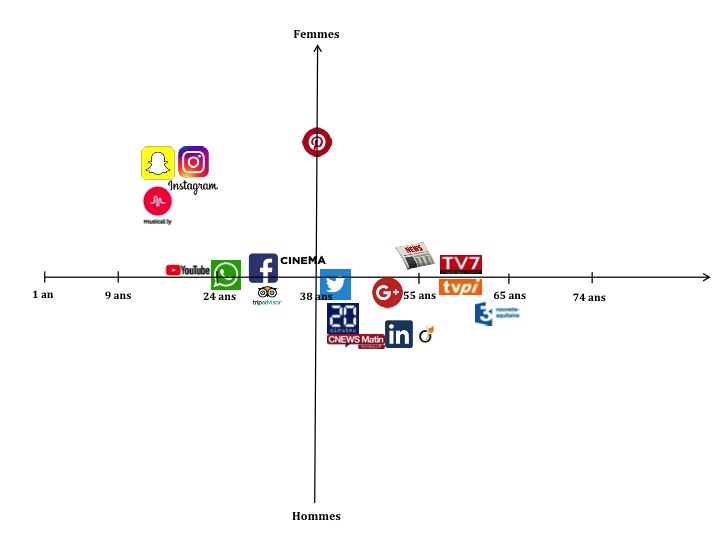 Femmes
Instagram
musical.ly
NEWS
CINEMA
TV7
YouTube
1 an
9 ans
24 ans
38 ans
55 ans
65 ans
74 ans
G+
tvpi
tripadvisor
3 nouvelle-
aquitaine
20
minutes
CNEWS Matin
in
Hommes